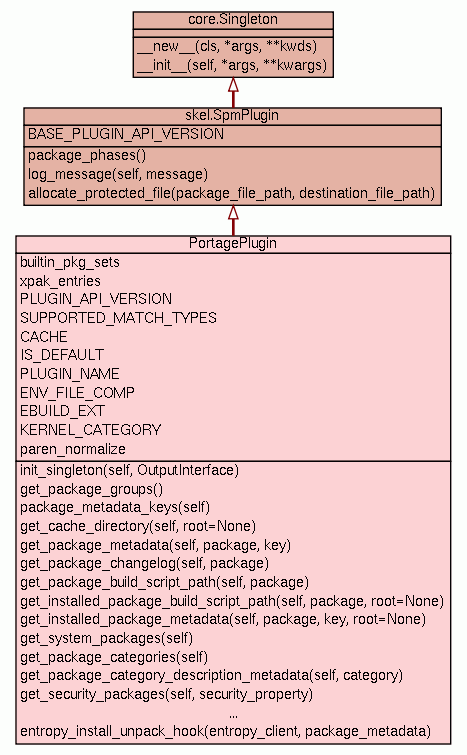 core.Singleton
__new__(cls, *args, **kwds)
__init__(self, *args, **kwargs)
skel.SpmPlugin
BASE_PLUGIN_API_VERSION
package_phases()
log_message(self, message)
allocate_protected_file(package_file_path, destination_file_path)
PortagePlugin
builtin_pkg_sets
xpak_entries
PLUGIN_API_VERSION
SUPPORTED_MATCH_TYPES
CACHE
IS_DEFAULT
PLUGIN_NAME
ENV_FILE_COMP
EBUILD_EXT
KERNEL_CATEGORY
paren_normalize
init_singleton(self, OutputInterface)
get_package_groups()
package_metadata_keys(self)
get_cache_directory(self, root=None)
get_package_metadata(self, package, key)
get_package_changelog(self, package)
get_package_build_script_path(self, package)
get_installed_package_build_script_path(self, package, root=None)
get_installed_package_metadata(self, package, key, root=None)
get_system_packages(self)
get_package_categories(self)
get_package_category_description_metadata(self, category)
get_security_packages(self, security_property)
...
entropy_install_unpack_hook(entropy_client, package_metadata)